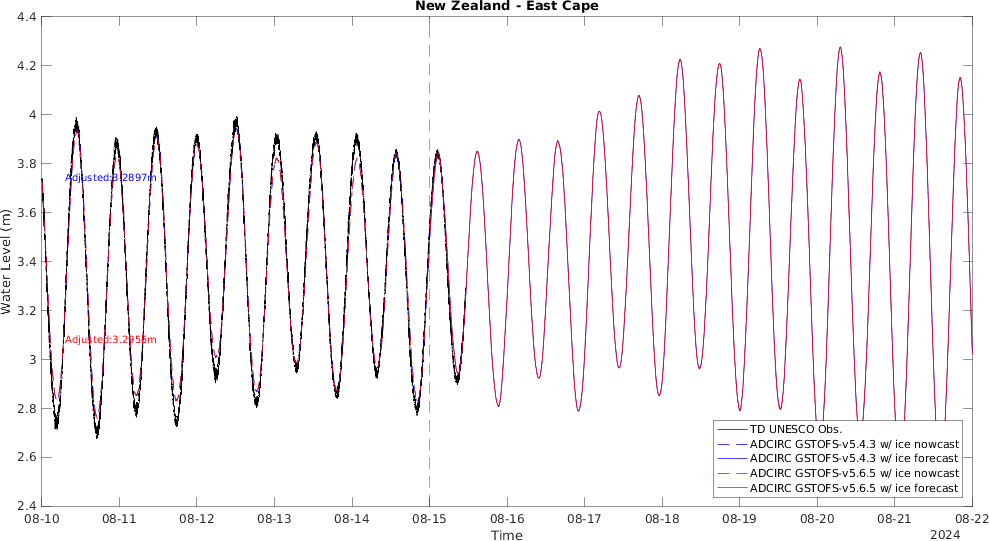 New Zealand - East Cape
4.4
4.2
4
3.8
3.6
3.4
3.2
3
2.8
2.6
2.4
Water Level (m)
Adjusted:3.2897m
Adjusted:3.2955m
TD UNESCO Obs.
ADCIRC GSTOFS-v5.4.3 w/ ice nowcast
ADCIRC GSTOFS-v5.4.3 w/ ice forecast
ADCIRC GSTOFS-v5.6.5 w/ ice nowcast
ADCIRC GSTOFS-v5.6.5 w/ ice forecast
08-10 08-11 08-12 08-13 08-14 08-15 08-16 08-17 08-18 08-19 08-20 08-21 08-22
Time
2024